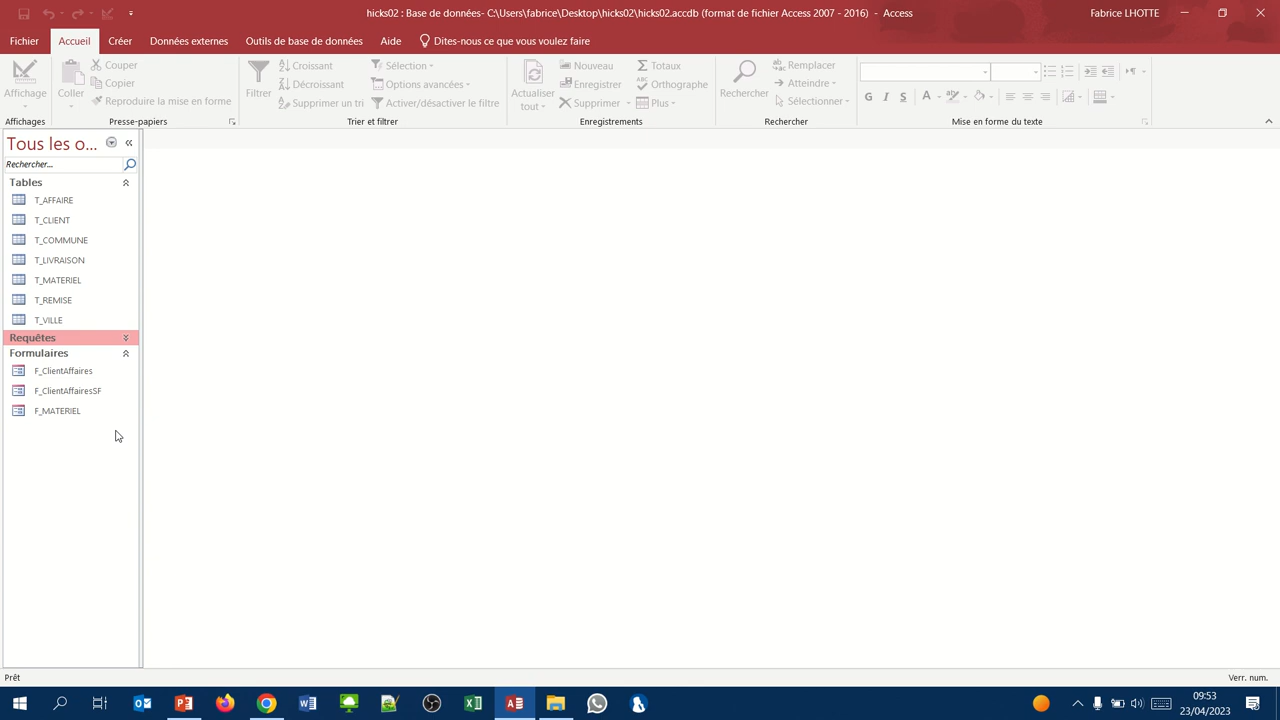 hicks02 : Base de données- C:\Users\fabrice\Desktop\hicks02\hicks02.accdb (format de fichier Access 2007 - 2016) - Access
Fabrice LHOTTE
Fichier
Accueil
Créer
Données externes
Outils de base de données
Aide
Dites-nous ce que vous voulez faire
Affichage
Coller
Couper
Copier
Reproduire la mise en forme
Filtrer
Croissant
Décroissant
Supprimer un tri
Sélection
Options avancées
Activer/désactiver le filtre
Actualiser
tout
Nouveau
Enregistrer
Supprimer
Totaux
Orthographe
Plus
Rechercher
Remplacer
Atteindre
Sélectionner
G I S A
Affichages
Presse-papiers
Trier et filtrer
Enregistrements
Rechercher
Mise en forme du texte
Tous les o...
Rechercher...
Tables
T_AFFAIRE
T_CLIENT
T_COMMUNE
T_LIVRAISON
T_MATERIEL
T_REMISE
T_VILLE
Requêtes
Formulaires
F_ClientAffaires
F_ClientAffairesSF
F_MATERIEL
Prêt
Verr. num.
09:53
23/04/2023